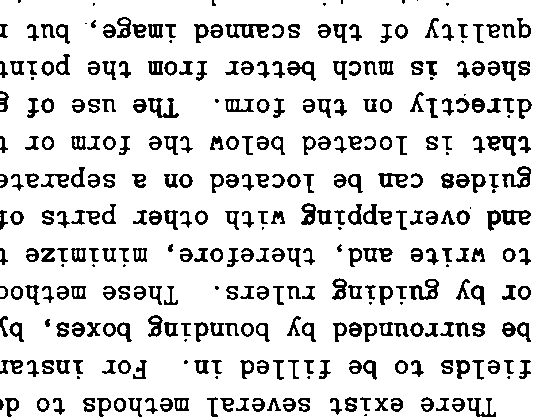 There exist several methods to de
fields to be filled in. For instan
be surrounded by bounding boxes, by
or by guiding rulers. These method
to write and, therefore, minimize t
and overlapping with other parts of
guides can be located on a separate
that is located below the form or t
directly on the form. The use of g
sheet is much better from the point
quality of the scanned image, but r